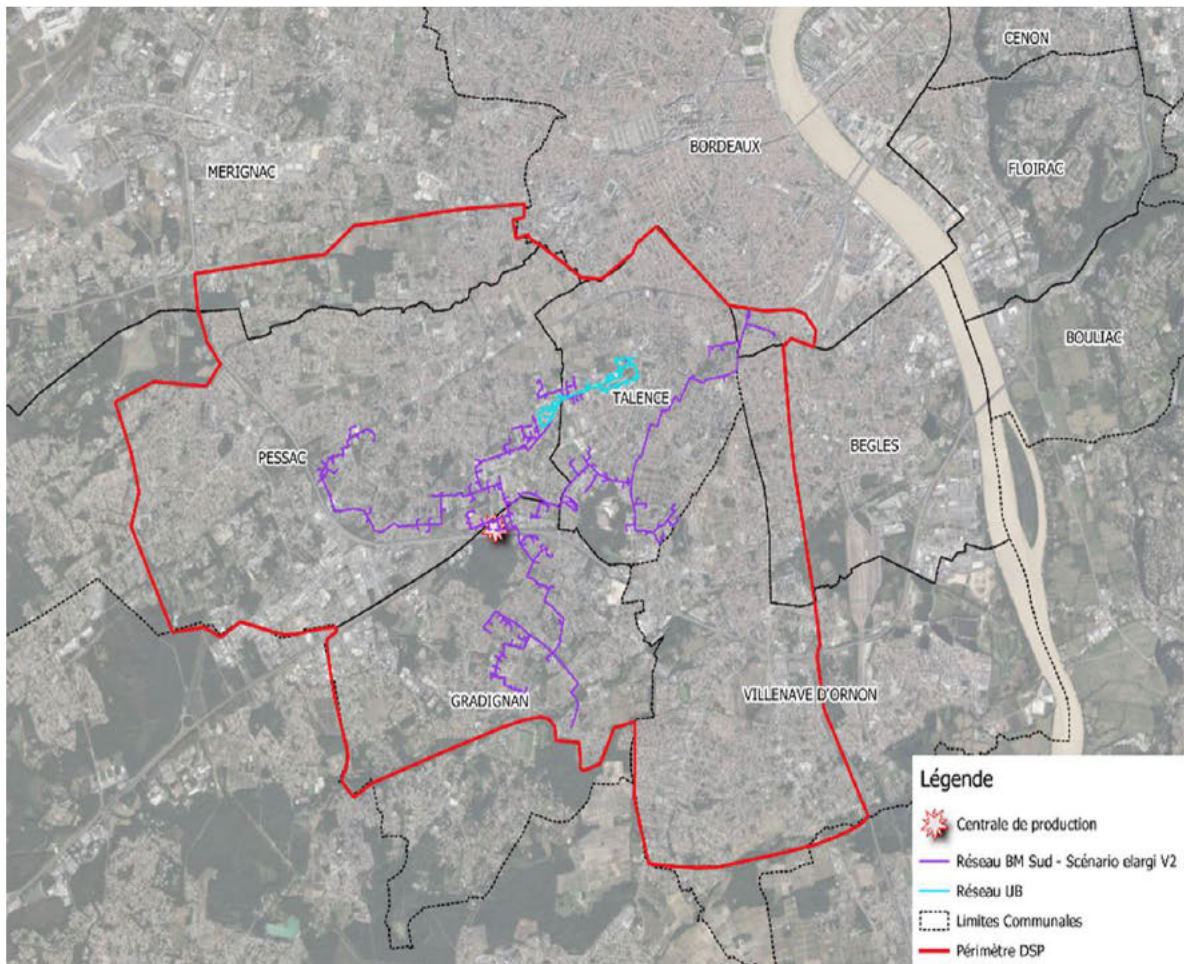 CENON
BORDEAUX
MERIGNAC
FLOIRAC
BOULIAC
TALENCE
BEGLES
PESSAC
VILLENAVE D'ORNON
GRADIGNAN
Légende
Centrale de production
Réseau BM Sud - Scénario elargi V2
Réseau UB
Limites Communales
Périmètre DSP